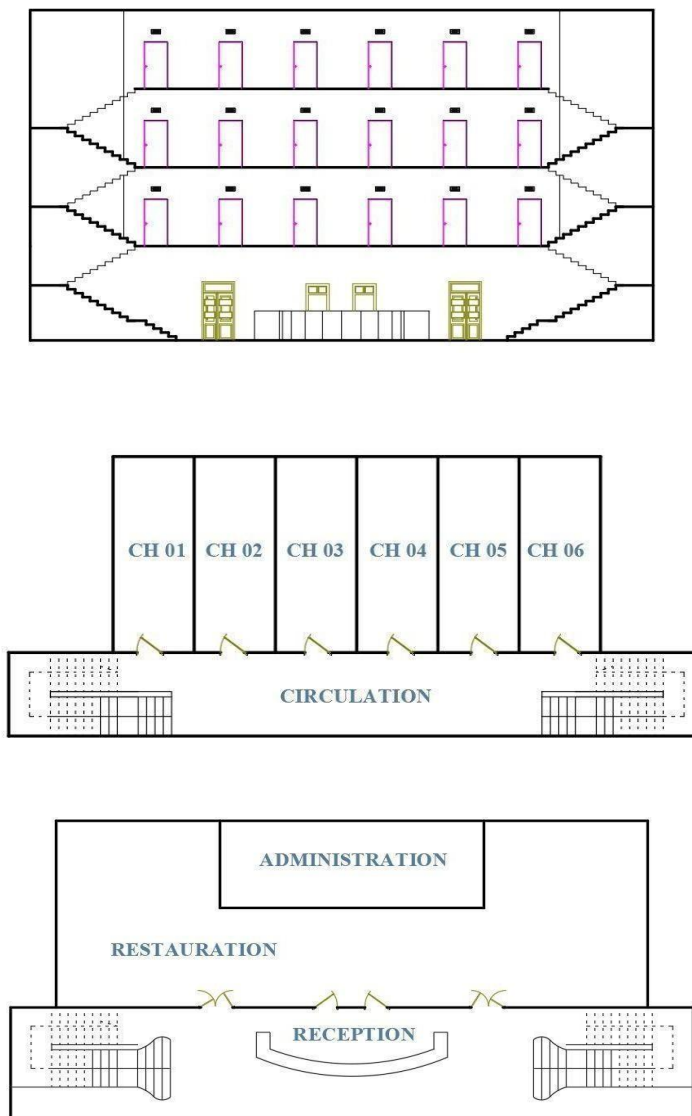 CH 01 CH 02 CH 03 CH 04 CH 05 CH 06
CIRCULATION
ADMINISTRATION
RESTAURATION
RECEPTION